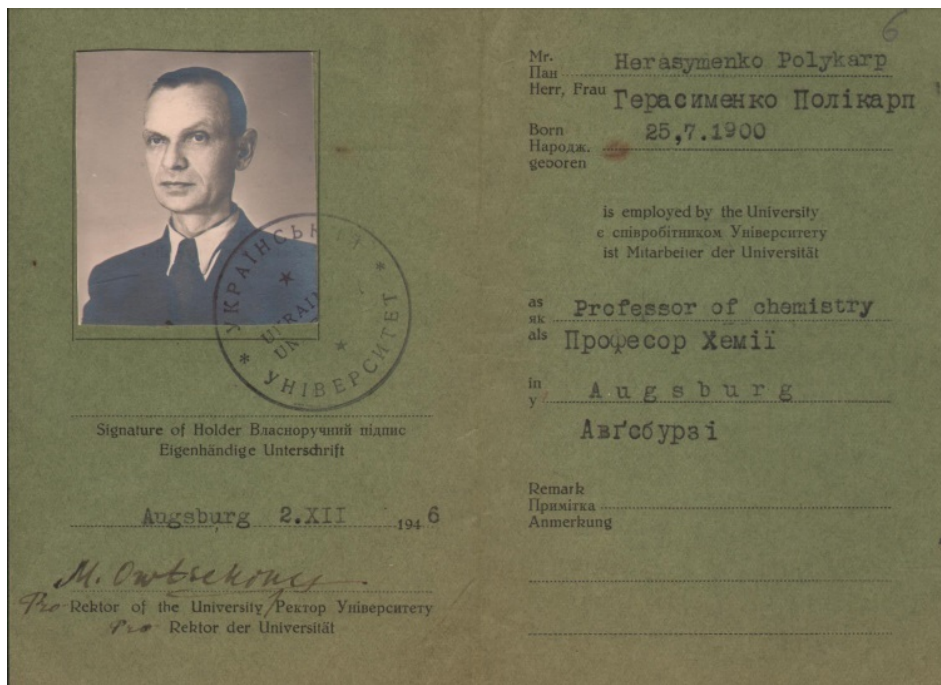 УКРАЇНСЬКИЙ
УНІВЕРСИТЕТ
Signature of Holder Власноручний підпис
Eigenhändige Unterschrift
Augsburg 2.XII 1946
M.
Pro- Rektor of the University/Ректор Університету
Pro- Rektor der Universität
6
Mr.
Пан Herasymenko Polykarp
Herr, Frau Герасименко Полікарп
Born 25,7.1900
Народж.
geboren
is employed by the University
є співробітником Університету
ist Mitarbeiter der Universität
as Professor of chemistry
як
als Професор Хемії
in Augsburg
у
Авґсбурзі
Remark
Примітка
Anmerkung